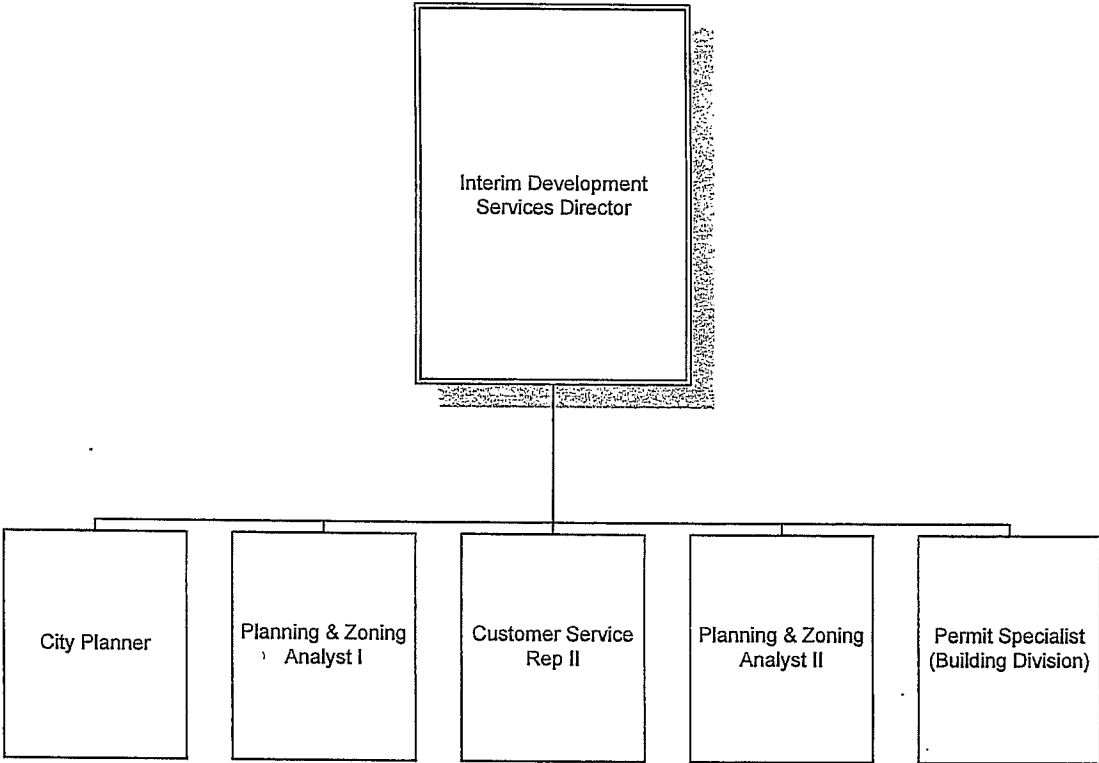 Interim Development
Services Director
City Planner
Planning & Zoning
Analyst I
Customer Service
Rep II
Planning & Zoning
Analyst II
Permit Specialist
(Building Division)